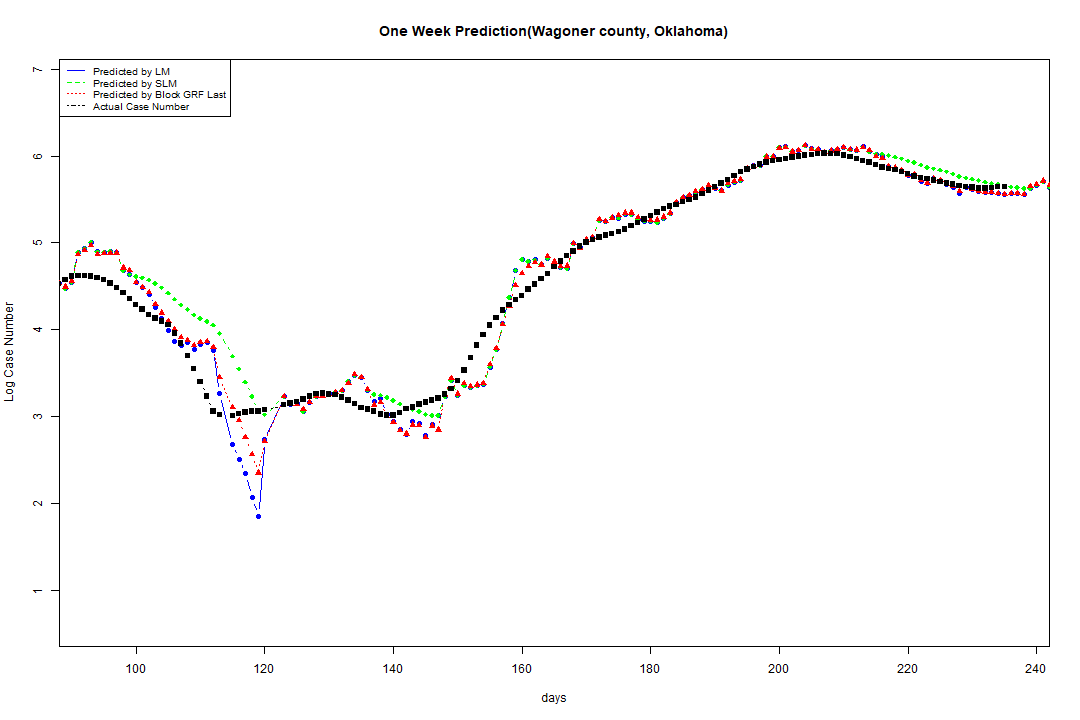 One Week Prediction(Wagoner county, Oklahoma)
Predicted by LM
Predicted by SLM
Predicted by Block GRF Last
Actual Case Number
7
6
5
4
3
2
1
Log Case Number
100 120 140 160 180 200 220 240
days